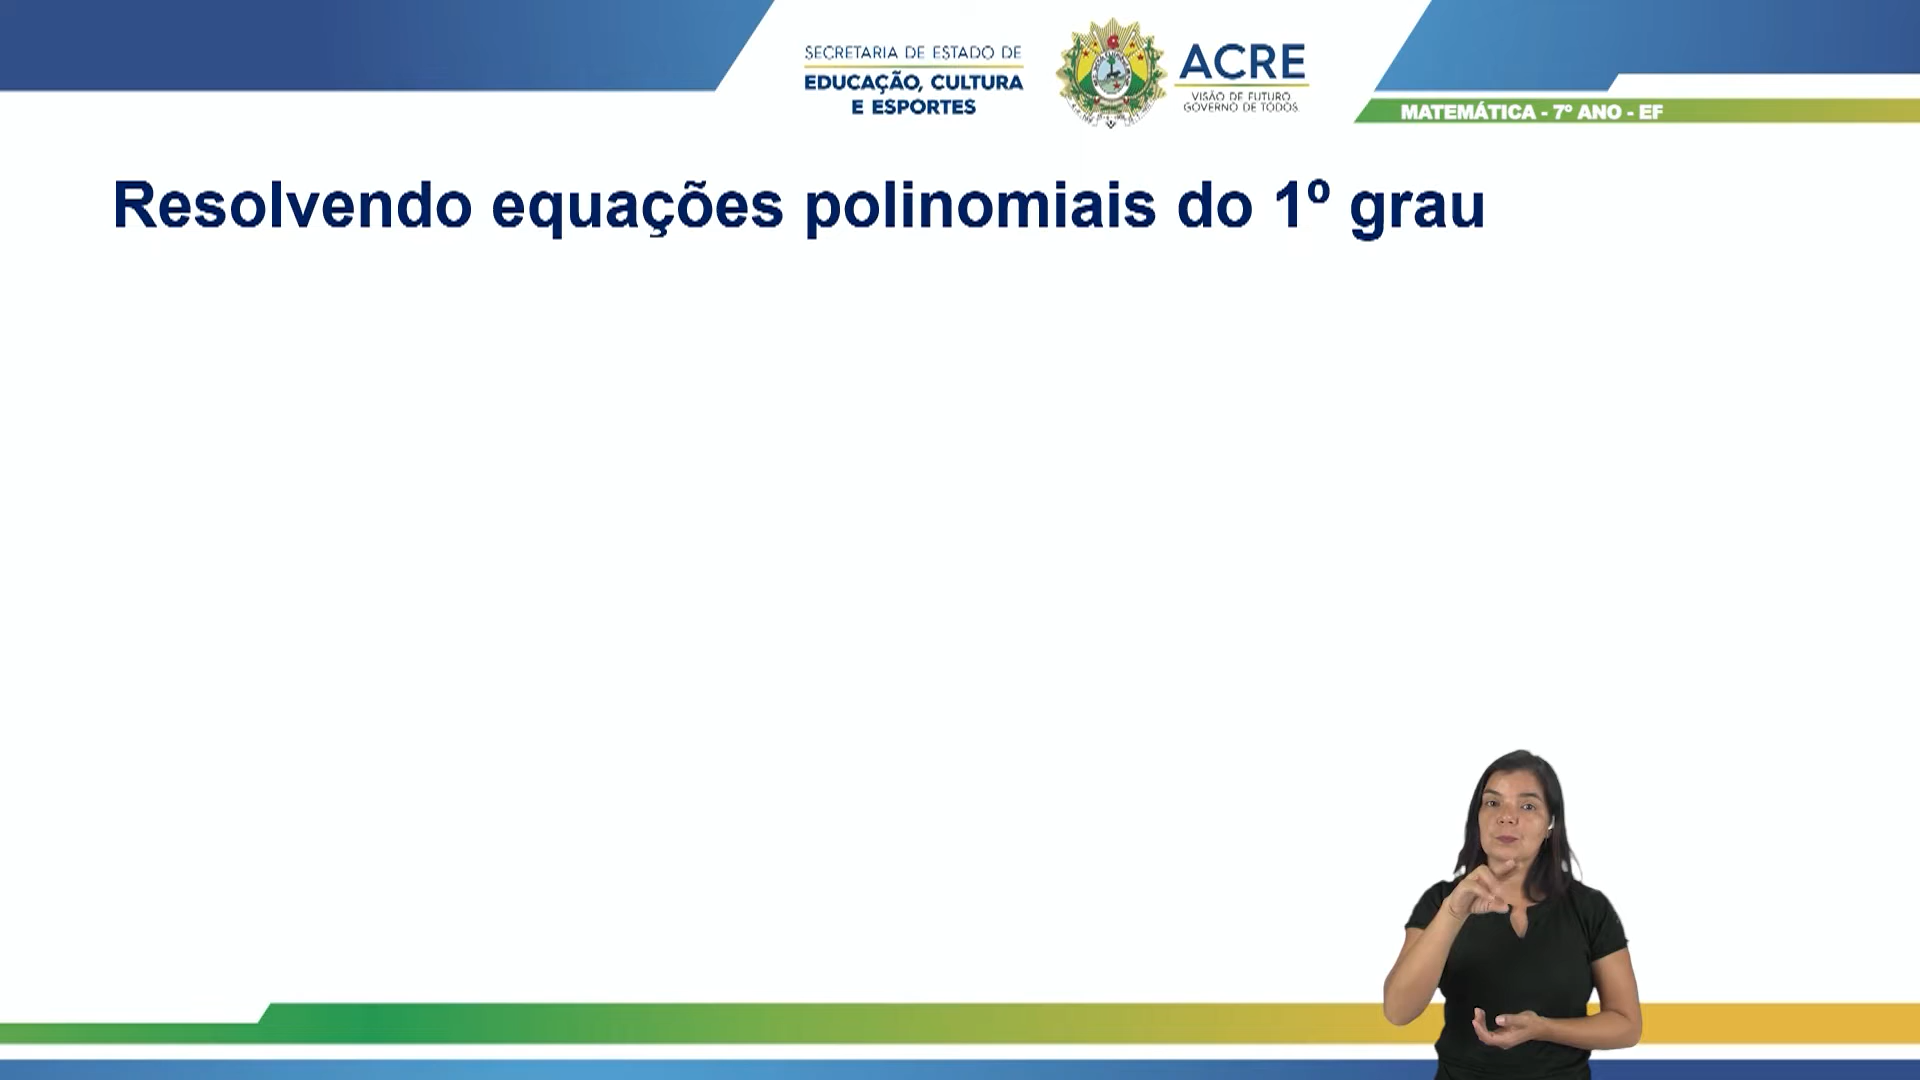 SECRETARIA DE ESTADO DE
EDUCAÇÃO, CULTURA
E ESPORTES
ACRE
VISÃO DE FUTURO
GOVERNO DE TODOS
MATEMÁTICA - 7º ANO - EF
Resolvendo equações polinomiais do 1º grau